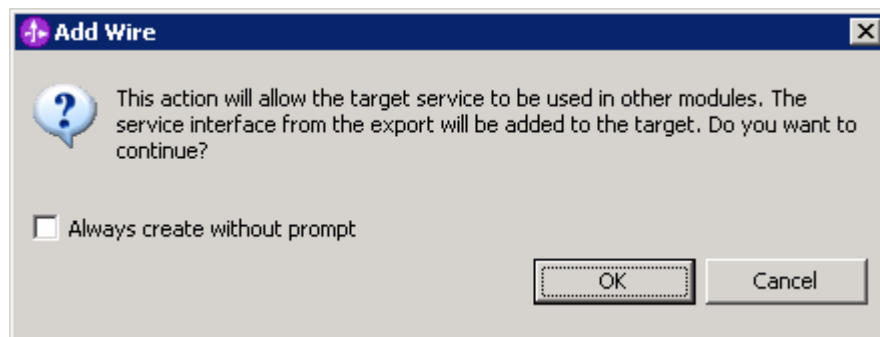 Add Wire
This action will allow the target service to be used in other modules. The
service interface from the export will be added to the target. Do you want to
continue?
Always create without prompt
OK Cancel